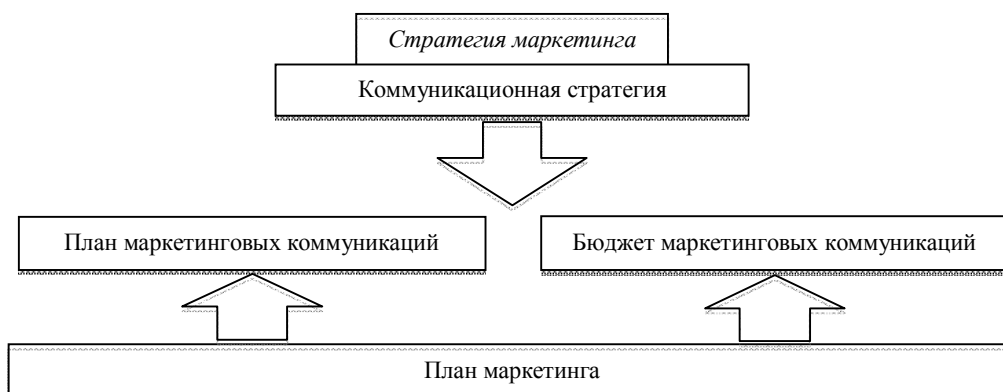 Стратегия маркетинга
Коммуникационная стратегия
План маркетинговых коммуникаций
Бюджет маркетинговых коммуникаций
План маркетинга